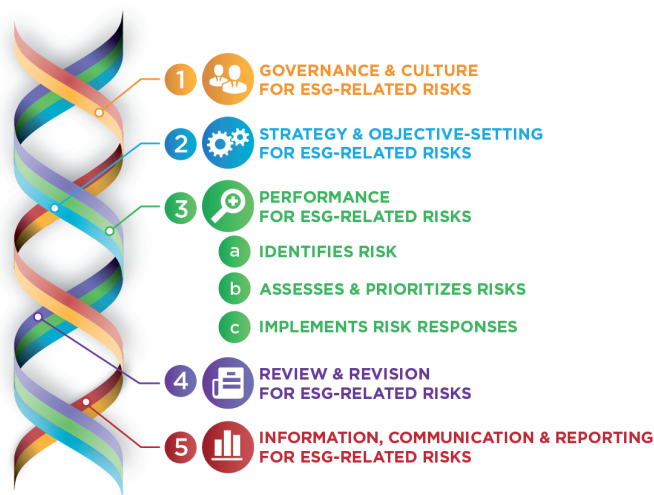 1 GOVERNANCE & CULTURE
FOR ESG-RELATED RISKS
2 STRATEGY & OBJECTIVE-SETTING
FOR ESG-RELATED RISKS
3 PERFORMANCE
FOR ESG-RELATED RISKS
a IDENTIFIES RISK
b ASSESSES & PRIORITIZES RISKS
c IMPLEMENTS RISK RESPONSES
4 REVIEW & REVISION
FOR ESG-RELATED RISKS
5 INFORMATION, COMMUNICATION & REPORTING
FOR ESG-RELATED RISKS